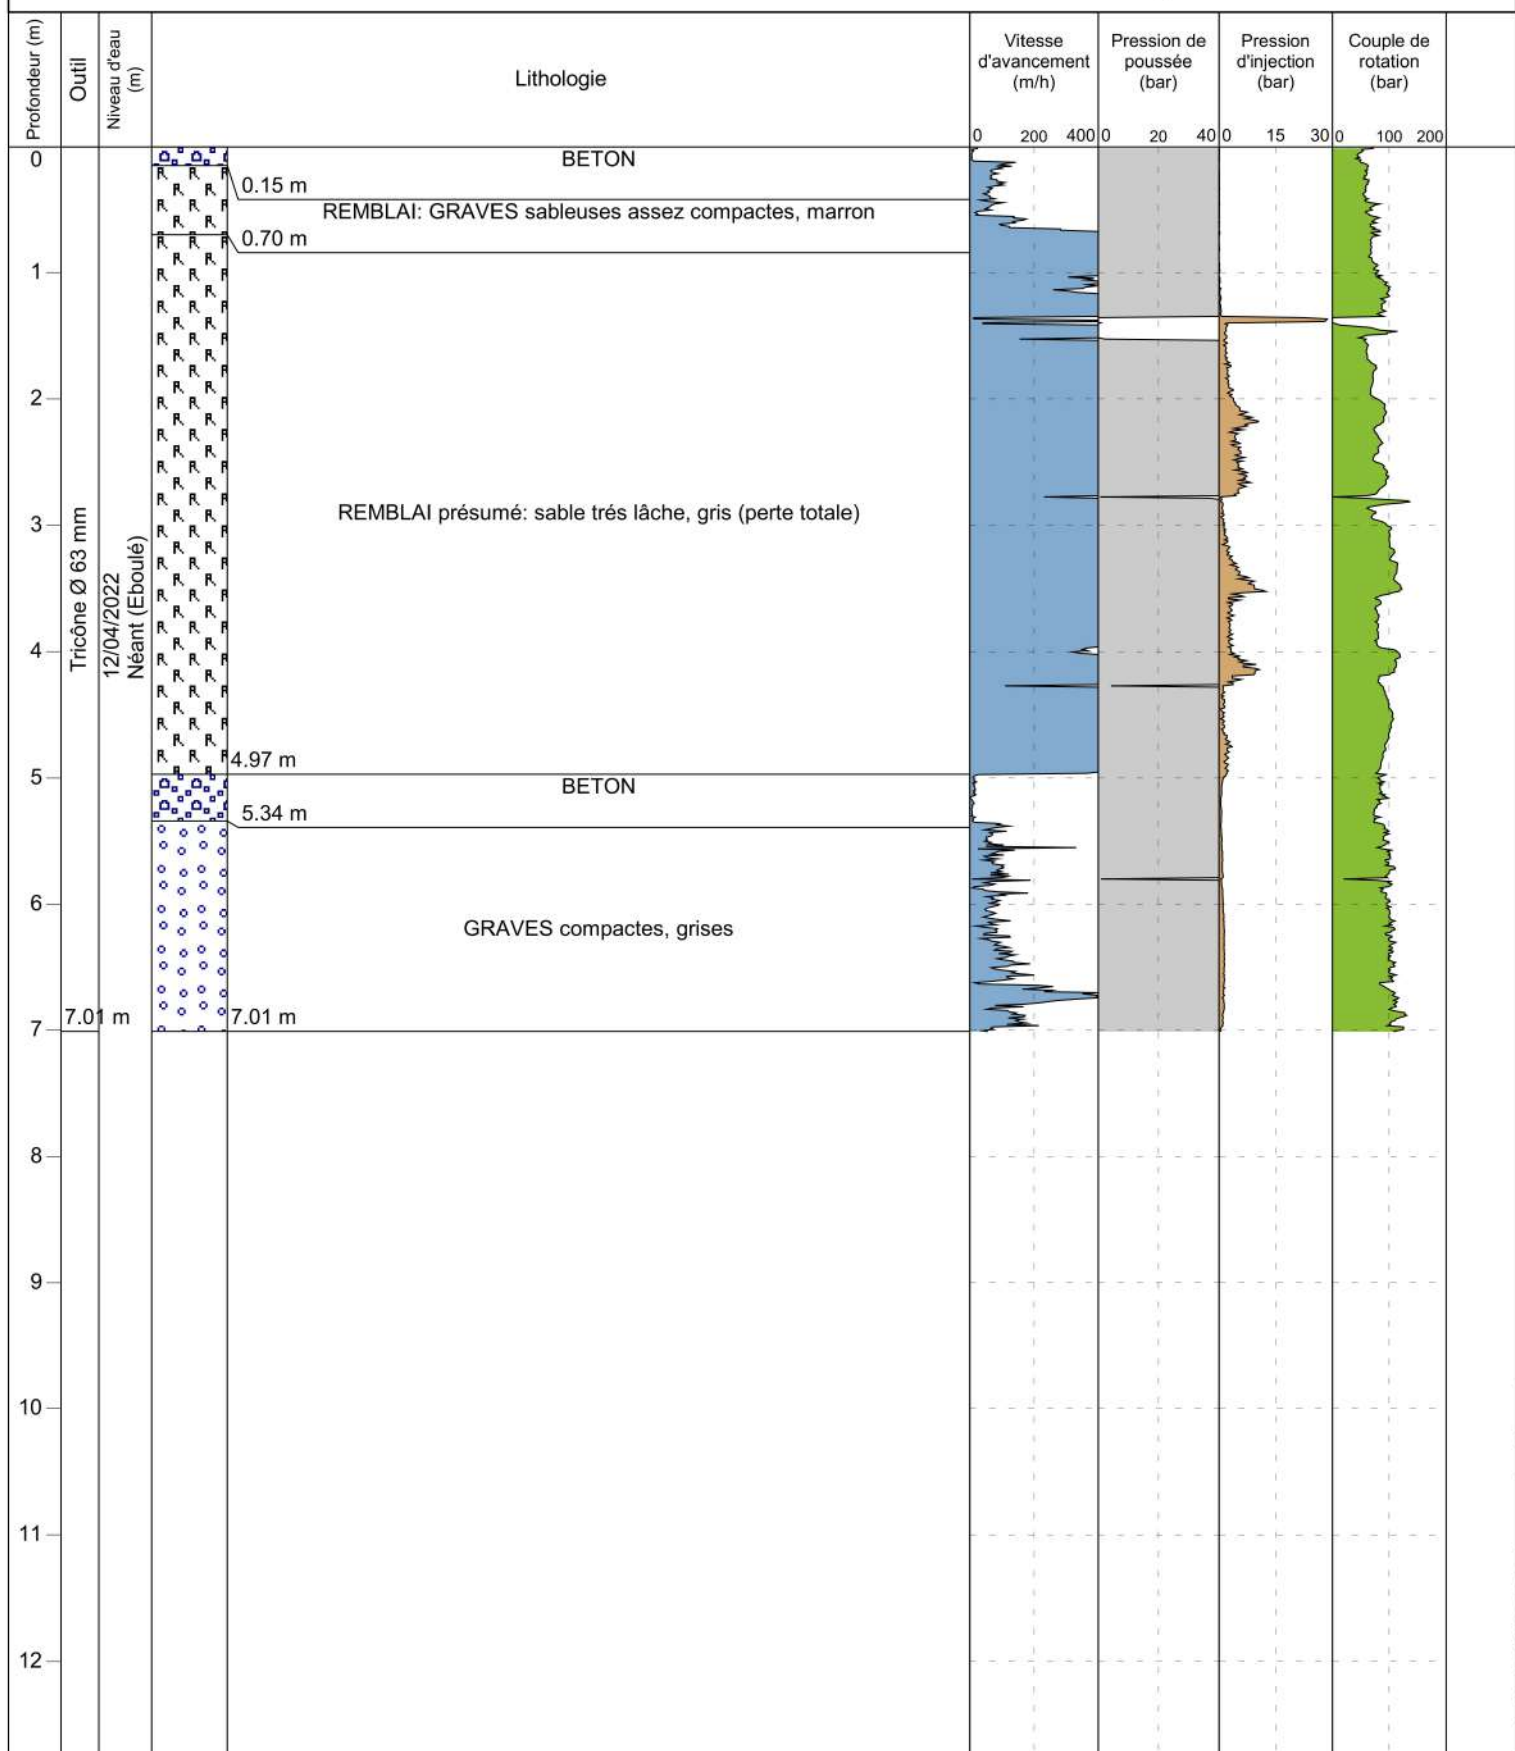 Profondeur (m)
Outil
Niveau d'eau
(m)
Lithologie
Vitesse
d'avancement
(m/h)
Pression de
poussée
(bar)
Pression
d'injection
(bar)
Couple de
rotation
(bar)
0 200 400
0 20 40
0 15 30
0 100 200
0
BETON
0.15 m
REMBLAI: GRAVES sableuses assez compactes, marron
0.70 m
1
2
REMBLAI présumé: sable trés lâche, gris (perte totale)
3
Tricône Ø 63 mm
12/04/2022
Néant (Eboulé)
4
4.97 m
5
BETON
5.34 m
6
GRAVES compactes, grises
7.01 m
7.01 m
7
8
9
10
11
12